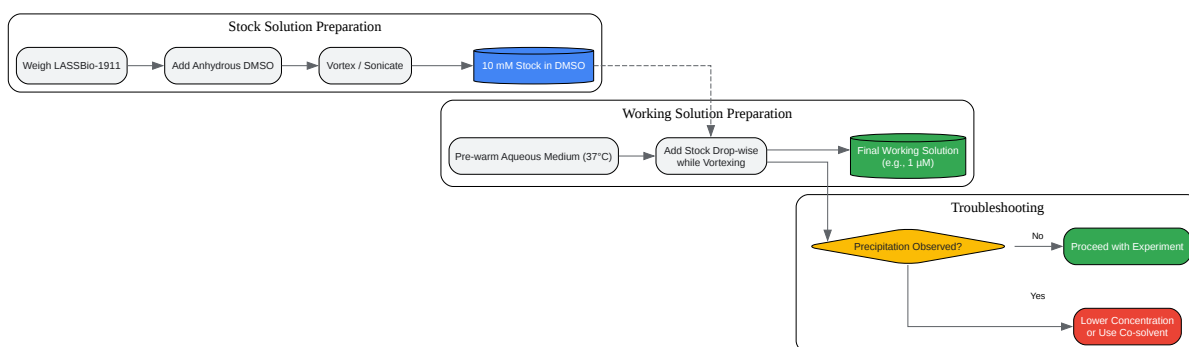 Stock Solution Preparation
Weigh LASSBio-1911
Add Anhydrous DMSO
Vortex / Sonicate
10 mM Stock in DMSO
Working Solution Preparation
Pre-warm Aqueous Medium (37°C)
Add Stock Drop-wise
while Vortexing
Final Working Solution
(e.g., 1 µM)
Troubleshooting
Precipitation Observed?
No
Proceed with Experiment
Yes
Lower Concentration
or Use Co-solvent